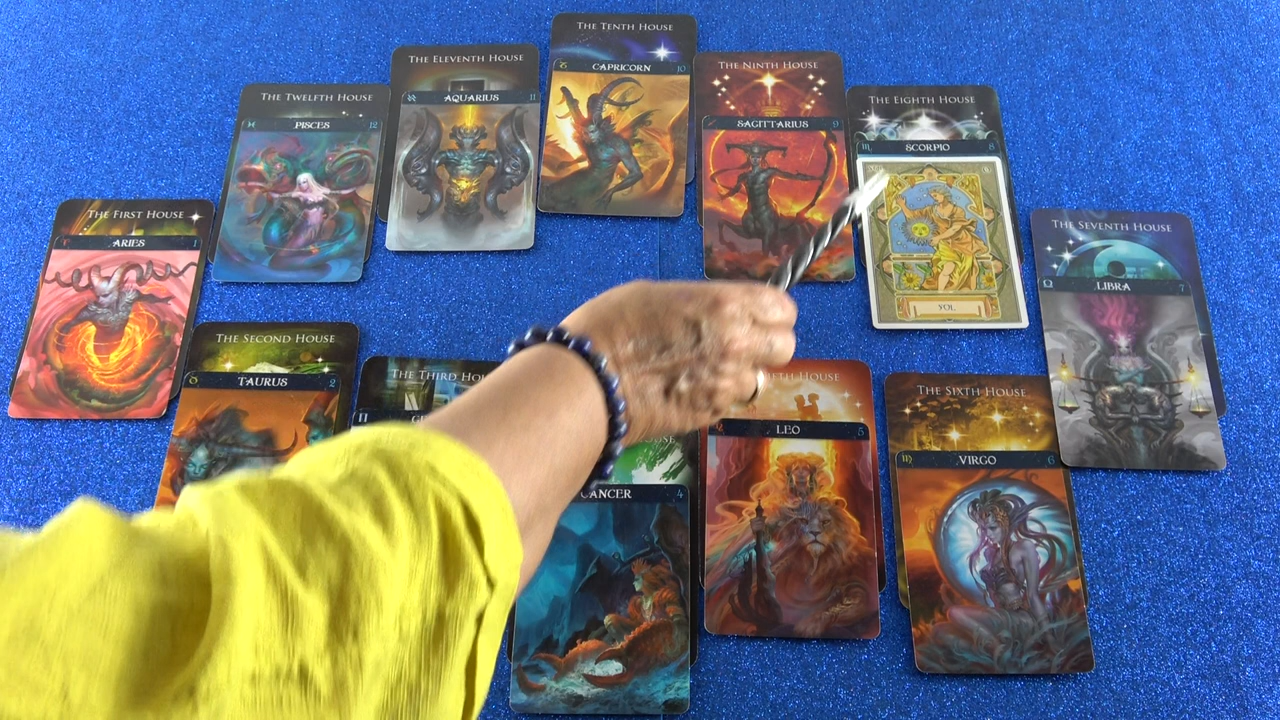 THE TENTH HOUSE
CAPRICORN 10
THE ELEVENTH HOUSE
AQUARIUS 11
THE NINTH HOUSE
SAGITTARIUS 9
THE TWELFTH HOUSE
PISCES 12
THE EIGHTH HOUSE
SCORPIO 8
SOL
THE FIRST HOUSE
ARIES 1
THE SEVENTH HOUSE
LIBRA 7
THE SECOND HOUSE
TAURUS 2
THE THIRD
HOUSE
CANCER 4
HOUSE
LEO 5
THE SIXTH HOUSE
VIRGO 6